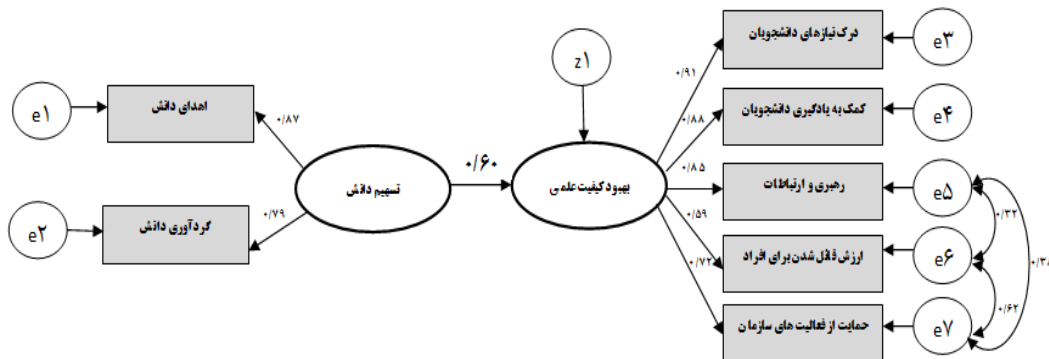 درک نیازهای دانشجویان
e۳
z۱
۰/۹۱
اهدای دانش
e۱
۰/۸۷
کمک به یادگیری دانشجویان
e۴
۰/۸۸
۰/۶۰
تسهیم دانش
بهبود کیفیت علمی
۰/۸۵
رهبری و ارتباطات
e۵
۰/۳۲
۰/۷۹
گردآوری دانش
e۲
۰/۵۹
ارزش قائل شدن برای افراد
e۶
۰/۷۲
۰/۶۲
حمایت از فعالیت های سازمان
e۷